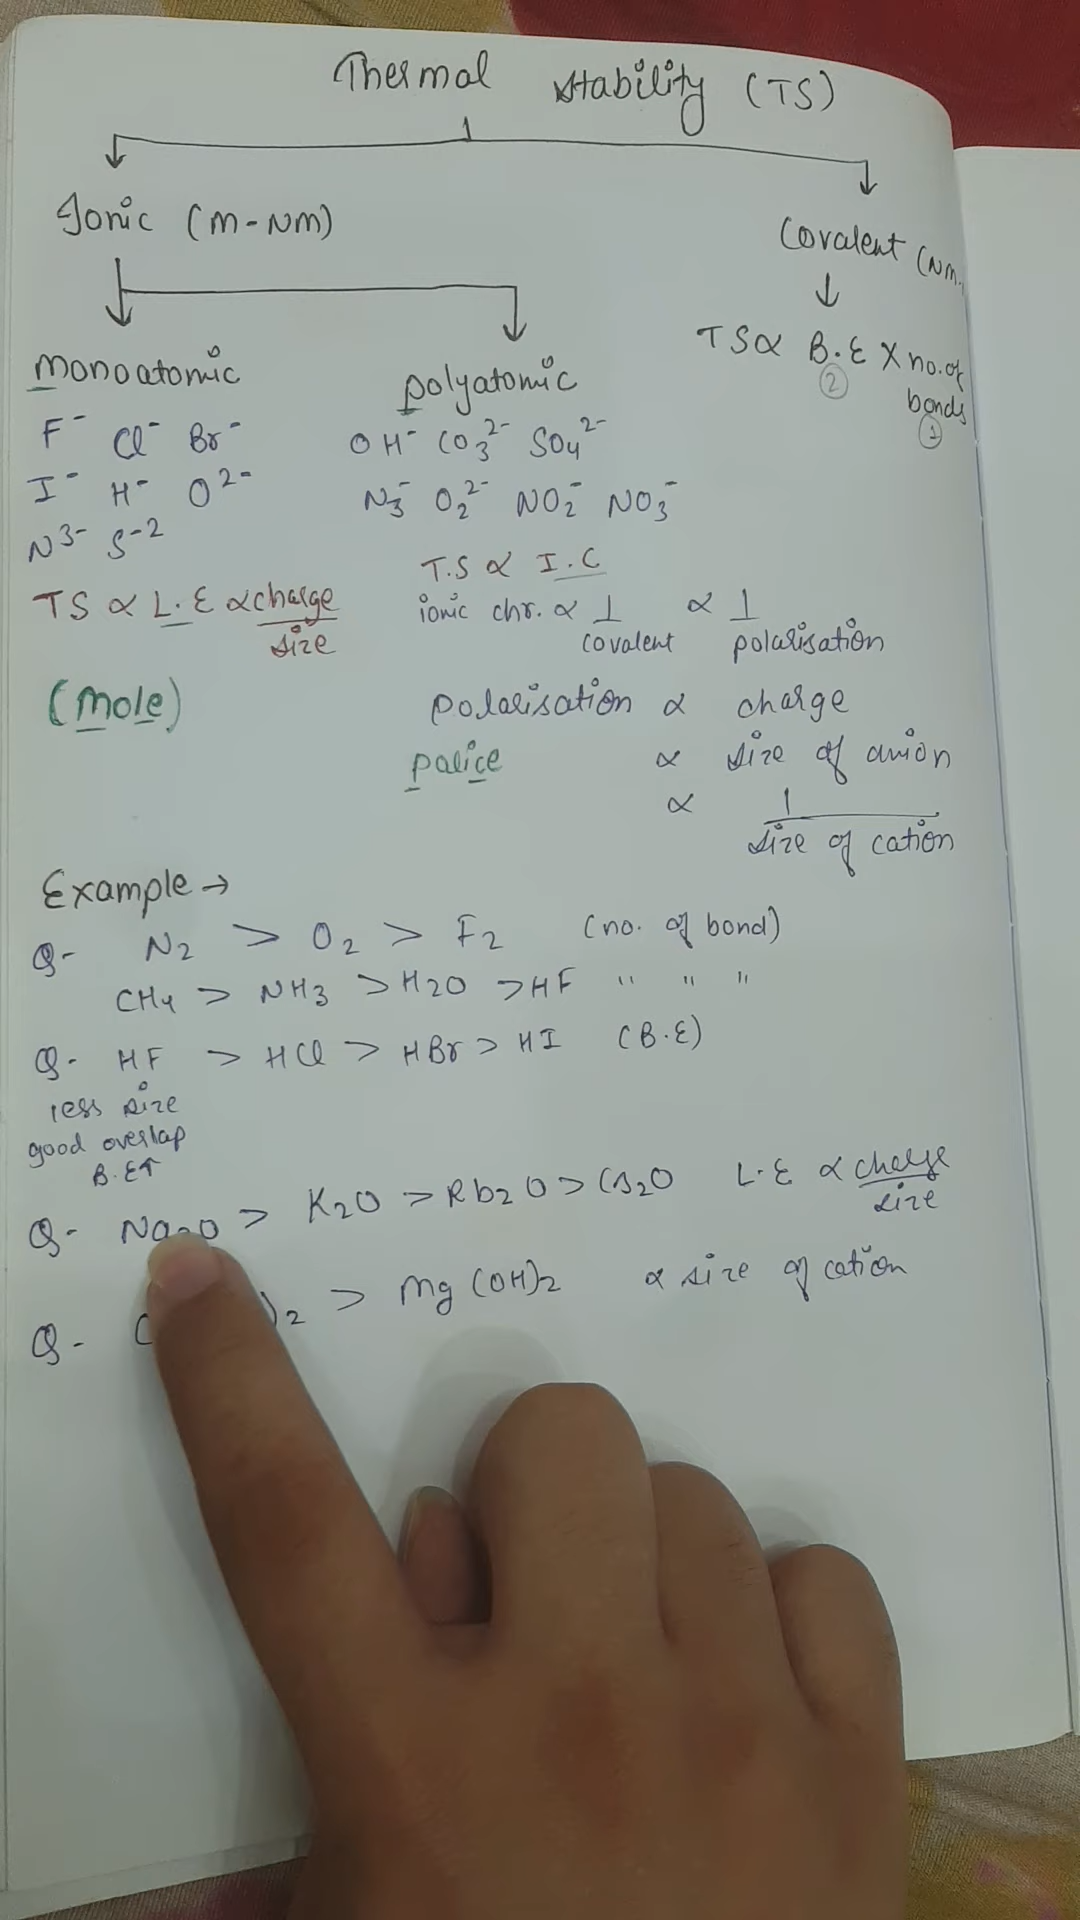 Thermal stability (TS)
Ionic (M-NM)
Covalent (NM.
Monoatomic
F⁻ Cl⁻ Br⁻
I⁻ H⁻ O²⁻
N³⁻ S⁻²
TS ∝ L.E ∝ charge
size
(Mole)
polyatomic
OH⁻ CO₃²⁻ SO₄²⁻
N₃⁻ O₂²⁻ NO₂⁻ NO₃⁻
T.S ∝ I.C
ionic chr. ∝ 1 ∝ 1
covalent polarisation
polarisation ∝ charge
palice ∝ size of anion
∝ 1
size of cation
TS ∝ B.E X no. of
② bonds
①
Example →
Q- N₂ > O₂ > F₂ (no. of bond)
CH₄ > NH₃ > H₂O > HF " " "
Q- HF > HCl > HBr > HI (B.E)
less size
good overlap
B.E↑
Q- Na₂O > K₂O > Rb₂O > Cs₂O L.E ∝ charge
size
Q- )₂ > Mg(OH)₂ ∝ size of cation